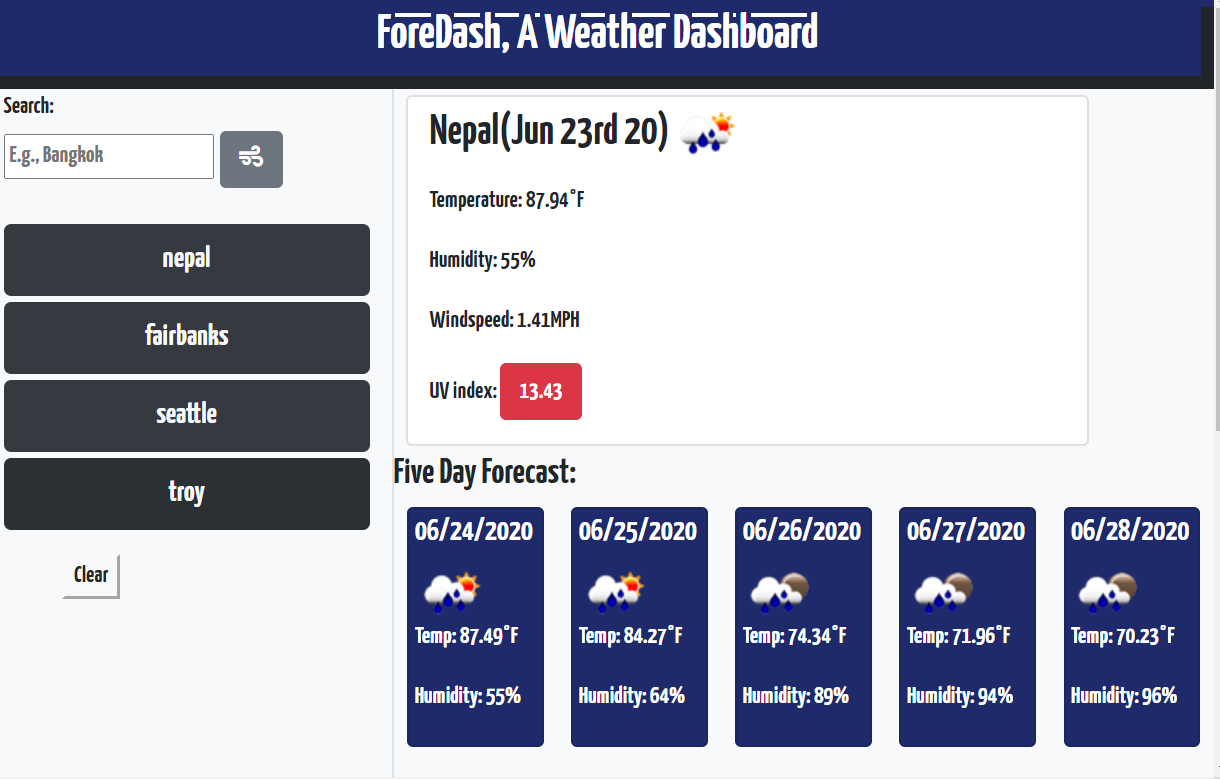 ForeDash, A Weather Dashboard
Search:
E.g., Bangkok
nepal
fairbanks
seattle
troy
Clear
Nepal(Jun 23rd 20)
Temperature: 87.94°F
Humidity: 55%
Windspeed: 1.41MPH
UV index: 13.43
Five Day Forecast:
06/24/2020
Temp: 87.49°F
Humidity: 55%
06/25/2020
Temp: 84.27°F
Humidity: 64%
06/26/2020
Temp: 74.34°F
Humidity: 89%
06/27/2020
Temp: 71.96°F
Humidity: 94%
06/28/2020
Temp: 70.23°F
Humidity: 96%